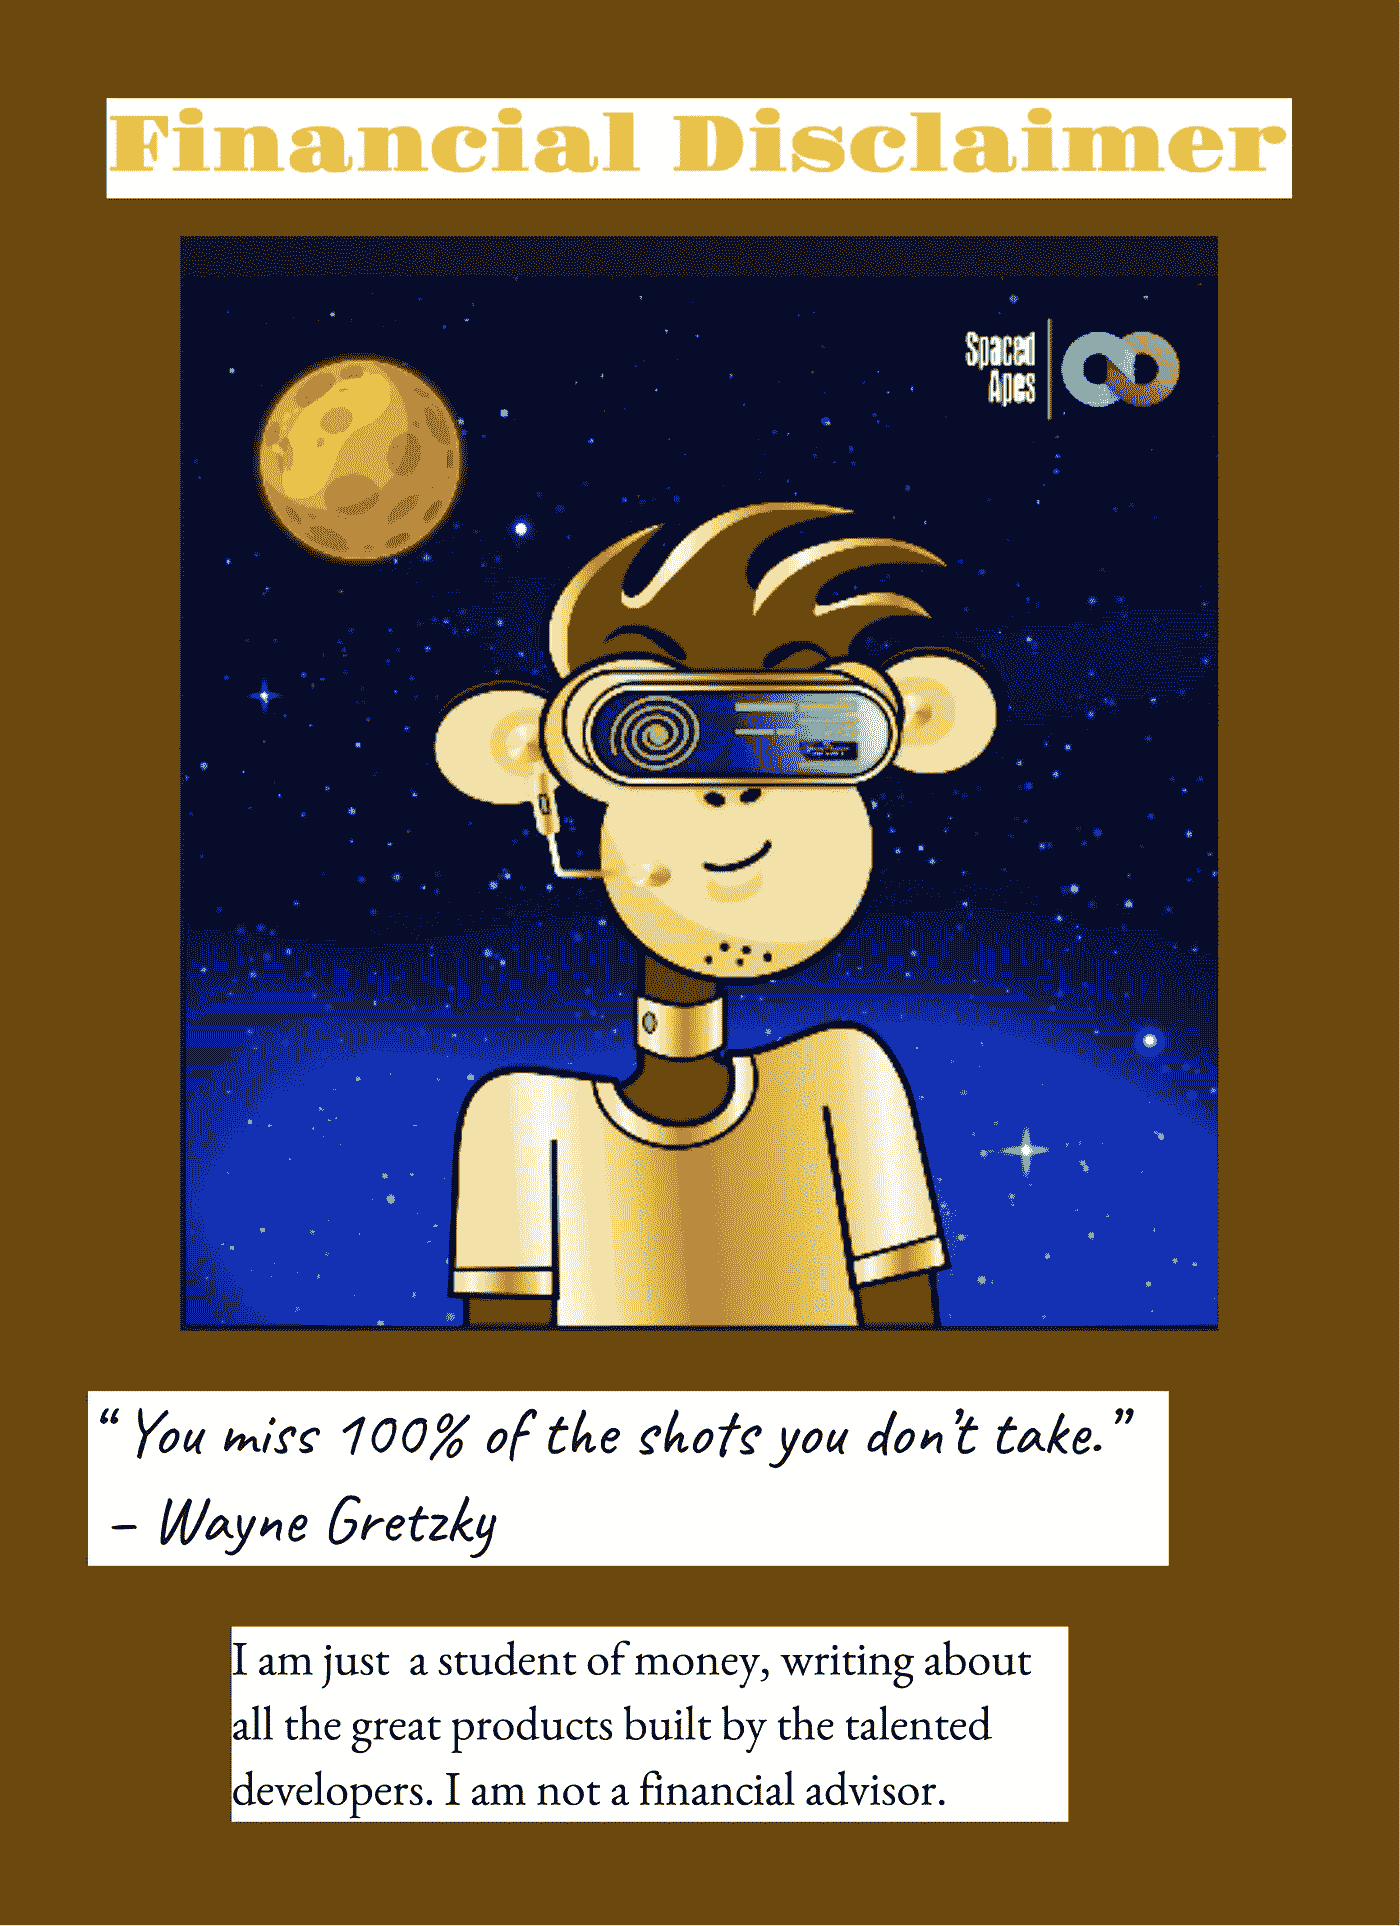 Financial Disclaimer
Spaced
Apes
“You miss 100% of the shots you don’t take.”
– Wayne Gretzky
I am just  a student of money, writing about
all the great products built by the talented
developers. I am not a financial advisor.